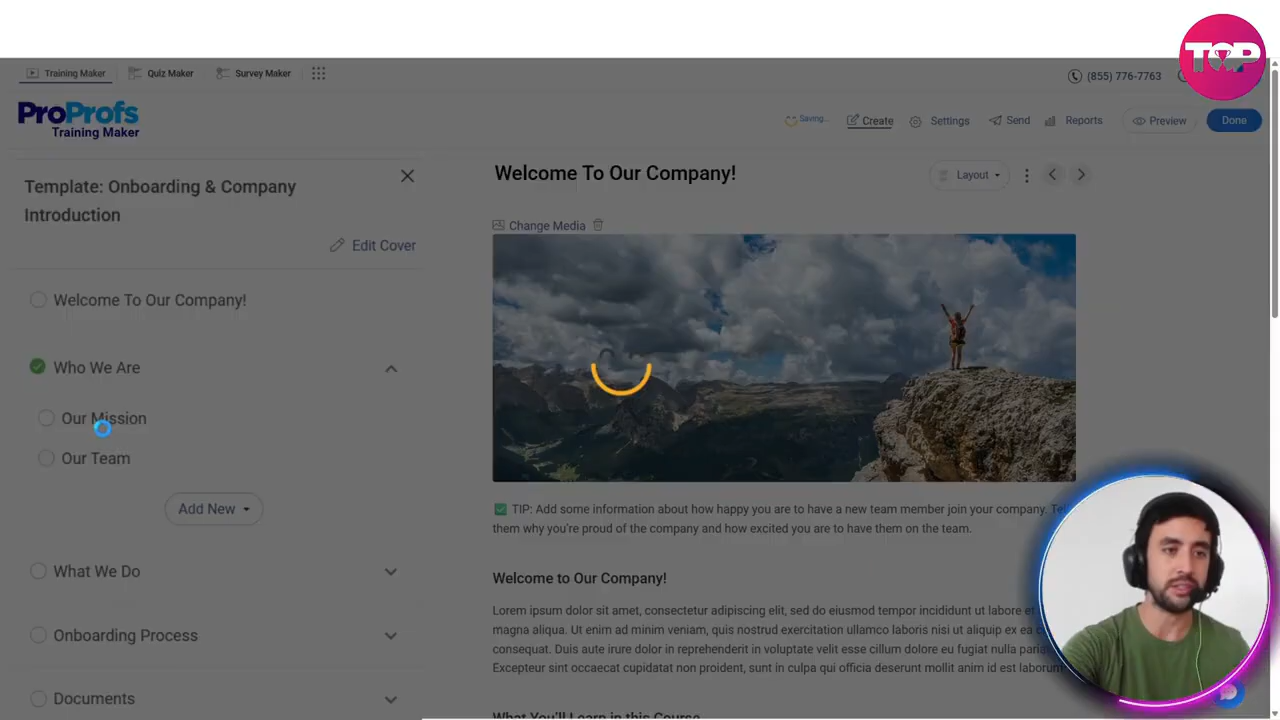 TOP
Training Maker
Quiz Maker
Survey Maker
(855) 776-7763
ProProfs
Training Maker
Saving...
Create
Settings
Send
Reports
Preview
Done
Template: Onboarding & Company
Introduction
Edit Cover
Welcome To Our Company!
Who We Are
Our Mission
Our Team
Add New
What We Do
Onboarding Process
Documents
Welcome To Our Company!
Layout
Change Media
TIP: Add some information about how happy you are to have a new team member join your company.
them why you're proud of the company and how excited you are to have them on the team.
Welcome to Our Company!
Lorem ipsum dolor sit amet, consectetur adipiscing elit, sed do eiusmod tempor incididunt ut labore et
magna aliqua. Ut enim ad minim veniam, quis nostrud exercitation ullamco laboris nisi ut aliquip ex ea
consequat. Duis aute irure dolor in reprehenderit in voluptate velit esse cillum dolore eu fugiat nulla
Excepteur sint occaecat cupidatat non proident, sunt in culpa qui officia deserunt mollit anim id est
What You'll Learn in this Course